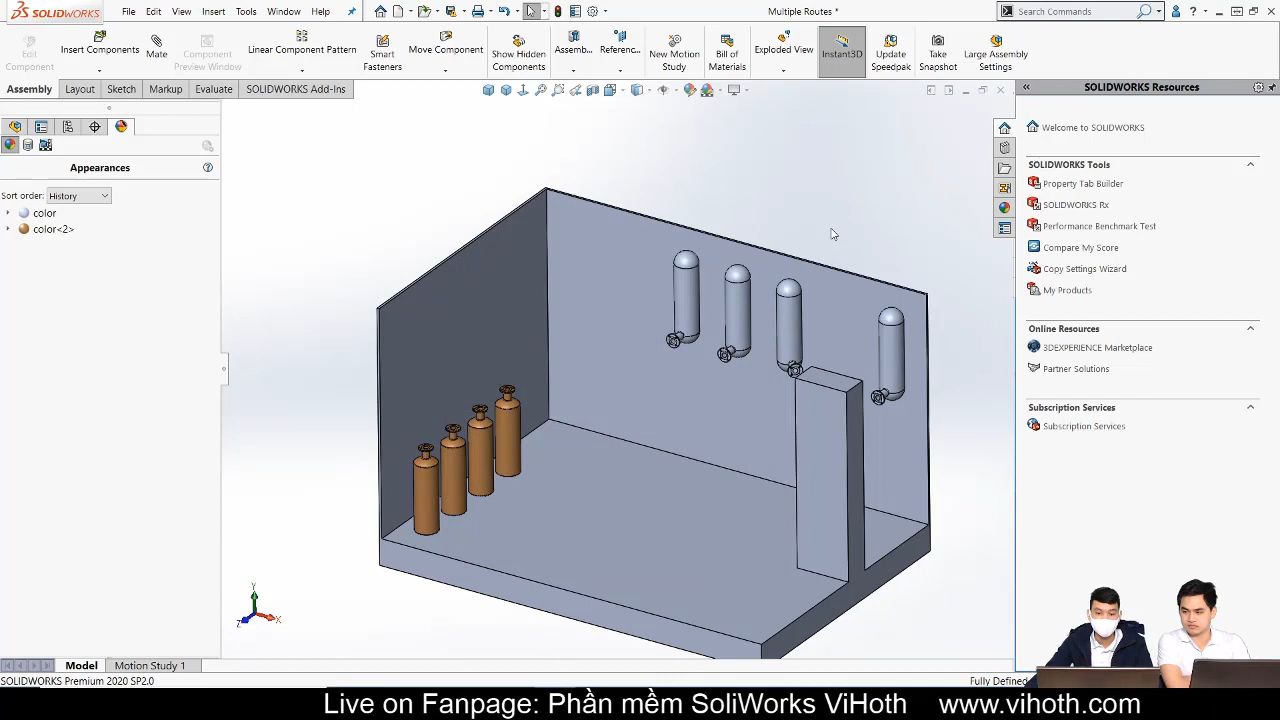 SOLIDWORKS File Edit View Insert Tools Window Help Multiple Routes * Search Commands
Edit Component
Insert Components
Mate
Component Preview Window
Linear Component Pattern
Smart Fasteners
Move Component
Show Hidden Components
Assemb...
Referenc...
New Motion Study
Bill of Materials
Exploded View
Instant3D
Update Speedpak
Take Snapshot
Large Assembly Settings
Assembly Layout Sketch Markup Evaluate SOLIDWORKS Add-Ins
SOLIDWORKS Resources
Appearances
Sort order: History
color
color<2>
Welcome to SOLIDWORKS
SOLIDWORKS Tools
Property Tab Builder
SOLIDWORKS Rx
Performance Benchmark Test
Compare My Score
Copy Settings Wizard
My Products
Online Resources
3DEXPERIENCE Marketplace
Partner Solutions
Subscription Services
Subscription Services
Y
Z X
Model Motion Study 1
SOLIDWORKS Premium 2020 SP2.0 Fully Defined
Live on Fanpage: Phần mềm SoliWorks ViHoth www.vihoth.com